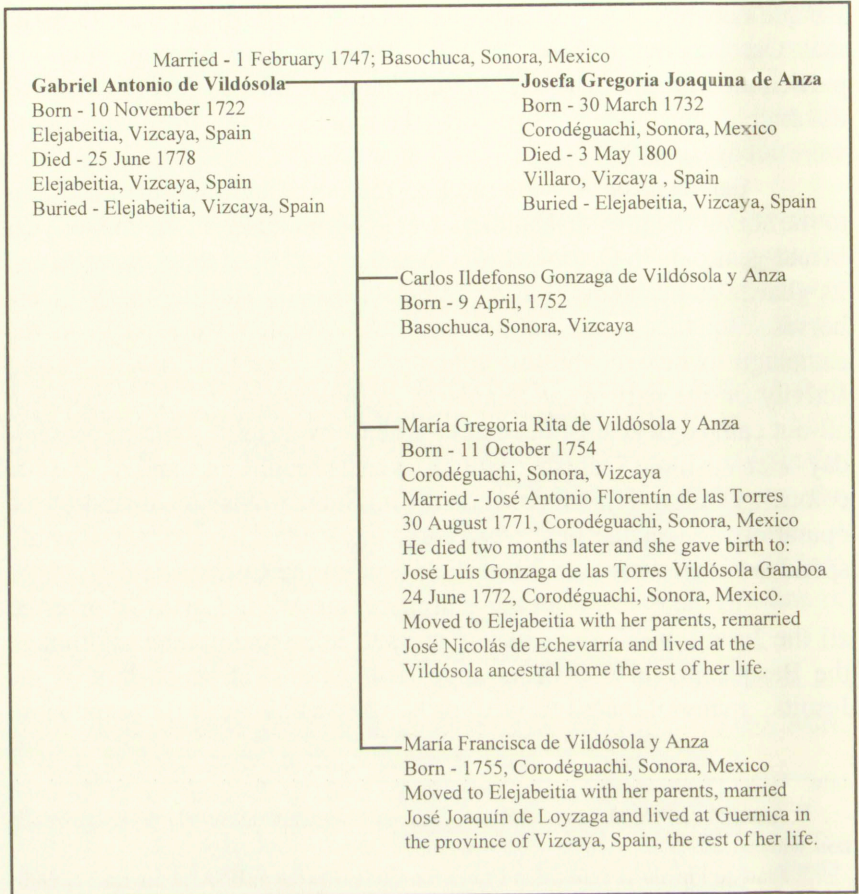 Married - 1 February 1747; Basochuca, Sonora, Mexico
Gabriel Antonio de Vildósola
Born - 10 November 1722
Elejabeitia, Vizcaya, Spain
Died - 25 June 1778
Elejabeitia, Vizcaya, Spain
Buried - Elejabeitia, Vizcaya, Spain
Josefa Gregoria Joaquina de Anza
Born - 30 March 1732
Corodéguachi, Sonora, Mexico
Died - 3 May 1800
Villaro, Vizcaya , Spain
Buried - Elejabeitia, Vizcaya, Spain
Carlos Ildefonso Gonzaga de Vildósola y Anza
Born - 9 April, 1752
Basochuca, Sonora, Vizcaya
María Gregoria Rita de Vildósola y Anza
Born - 11 October 1754
Corodéguachi, Sonora, Vizcaya
Married - José Antonio Florentín de las Torres
30 August 1771, Corodéguachi, Sonora, Mexico
He died two months later and she gave birth to:
José Luís Gonzaga de las Torres Vildósola Gamboa
24 June 1772, Corodéguachi, Sonora, Mexico.
Moved to Elejabeitia with her parents, remarried
José Nicolás de Echevarría and lived at the
Vildósola ancestral home the rest of her life.
María Francisca de Vildósola y Anza
Born - 1755, Corodéguachi, Sonora, Mexico
Moved to Elejabeitia with her parents, married
José Joaquín de Loyzaga and lived at Guernica in
the province of Vizcaya, Spain, the rest of her life.